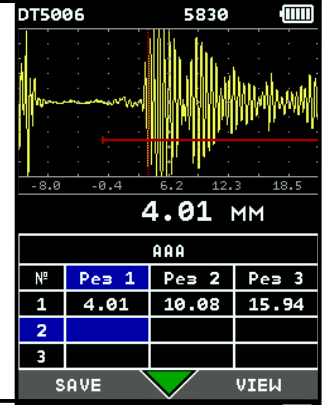 DT5006 5830
-8.0 -0.4 6.2 12.3 18.5
4.01 мм
AAA
№ Рез 1 Рез 2 Рез 3
1 4.01 10.08 15.94
2
3
SAVE VIEW